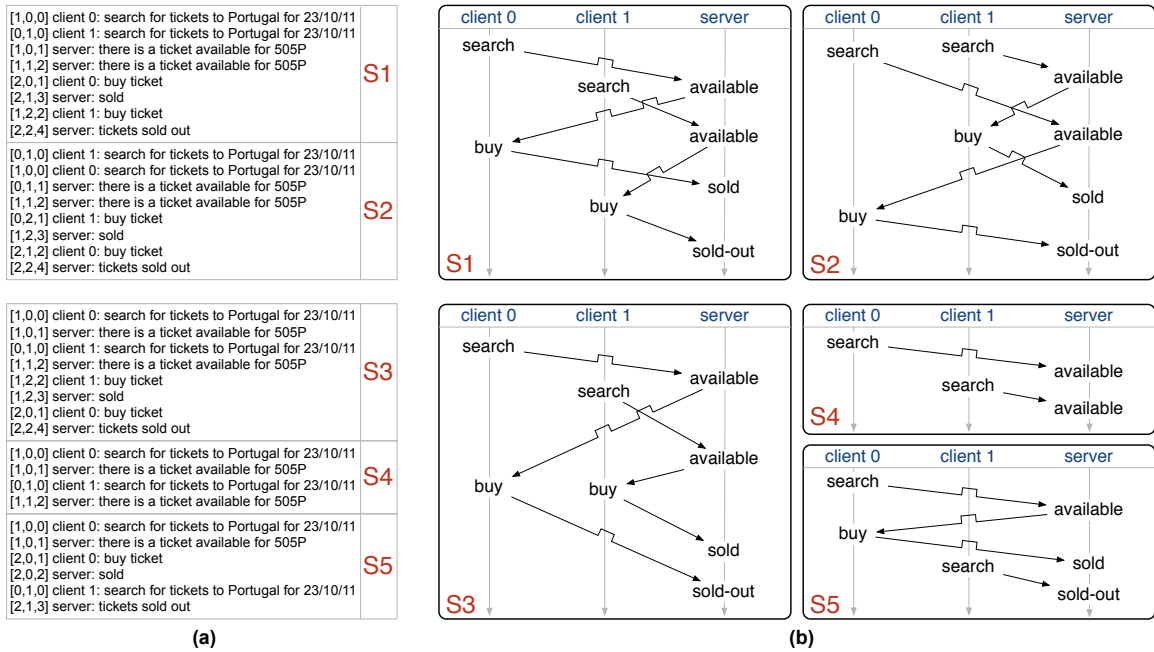 [1,0,0] client 0: search for tickets to Portugal for 23/10/11
[0,1,0] client 1: search for tickets to Portugal for 23/10/11
[1,0,1] server: there is a ticket available for 505P
[1,1,2] server: there is a ticket available for 505P
[2,0,1] client 0: buy ticket
[2,1,3] server: sold
[1,2,2] client 1: buy ticket
[2,2,4] server: tickets sold out
S1
[0,1,0] client 1: search for tickets to Portugal for 23/10/11
[1,0,0] client 0: search for tickets to Portugal for 23/10/11
[0,1,1] server: there is a ticket available for 505P
[1,1,2] server: there is a ticket available for 505P
[0,2,1] client 1: buy ticket
[1,2,3] server: sold
[2,1,2] client 0: buy ticket
[2,2,4] server: tickets sold out
S2
[1,0,0] client 0: search for tickets to Portugal for 23/10/11
[1,0,1] server: there is a ticket available for 505P
[0,1,0] client 1: search for tickets to Portugal for 23/10/11
[1,1,2] server: there is a ticket available for 505P
[1,2,2] client 1: buy ticket
[1,2,3] server: sold
[2,0,1] client 0: buy ticket
[2,2,4] server: tickets sold out
S3
[1,0,0] client 0: search for tickets to Portugal for 23/10/11
[1,0,1] server: there is a ticket available for 505P
[0,1,0] client 1: search for tickets to Portugal for 23/10/11
[1,1,2] server: there is a ticket available for 505P
S4
[1,0,0] client 0: search for tickets to Portugal for 23/10/11
[1,0,1] server: there is a ticket available for 505P
[2,0,1] client 0: buy ticket
[2,0,2] server: sold
[0,1,0] client 1: search for tickets to Portugal for 23/10/11
[2,1,3] server: tickets sold out
S5
(a)
client 0 client 1 server
search
search available
available
buy
sold
buy
sold-out
S1
client 0 client 1 server
search search
available
buy available
sold
buy
sold-out
S2
client 0 client 1 server
search
available
search
available
buy buy
sold
sold-out
S3
client 0 client 1 server
search
available
search
available
S4
client 0 client 1 server
search
available
buy
sold
search
sold-out
S5
(b)